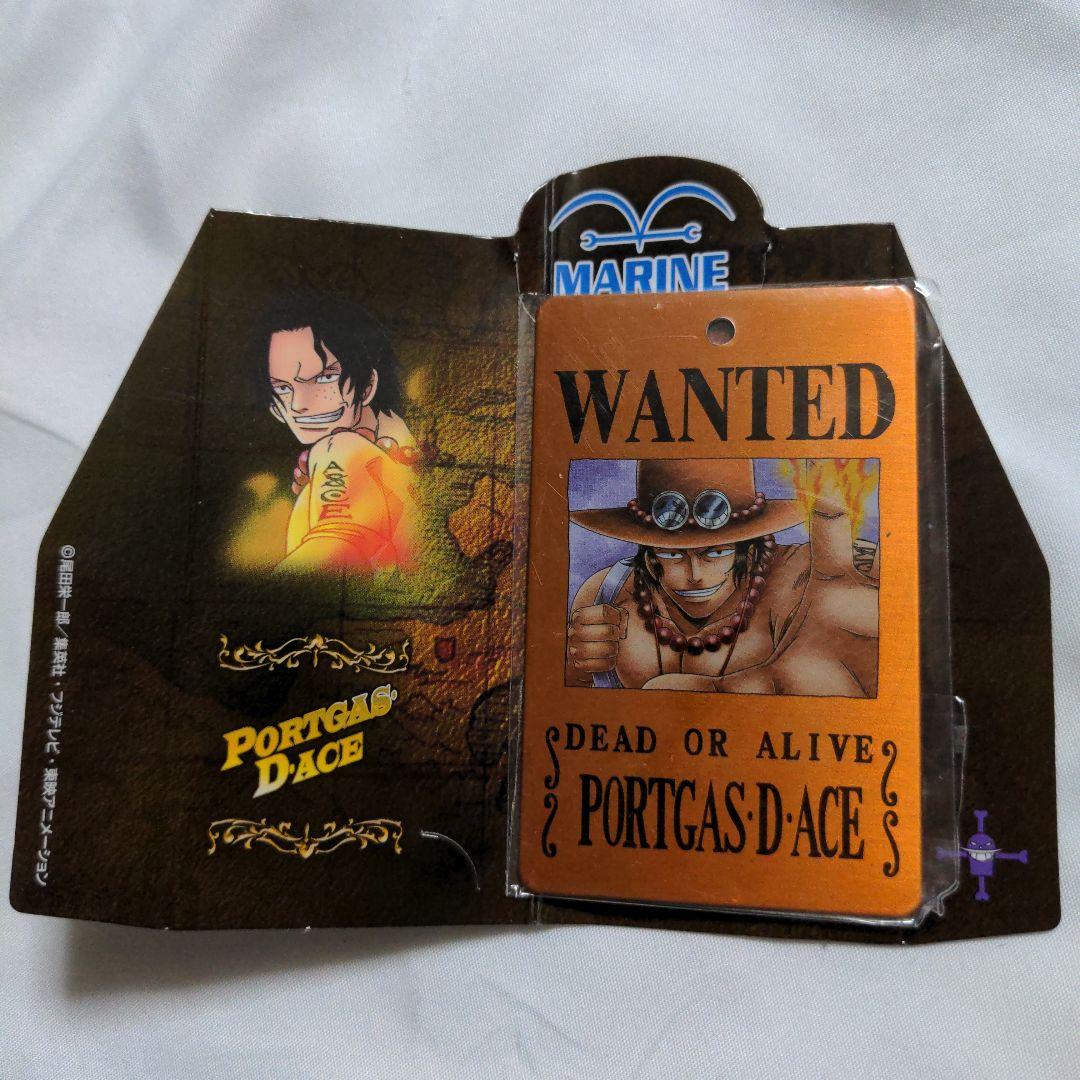 MARINE
WANTED
DEAD OR ALIVE
PORTGAS·D·ACE
PORTGAS·
D·ACE
ASCE
©尾田栄一郎／集英社・フジテレビ・東映アニメーション